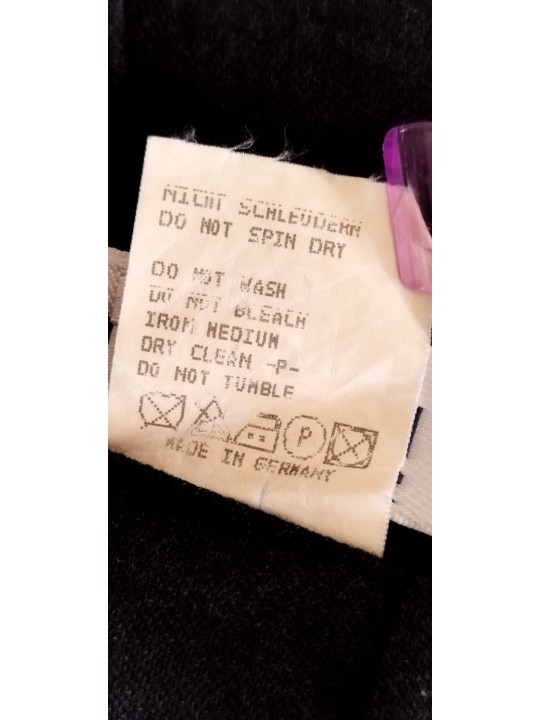 NICHT SCHLEUDERN
DO NOT SPIN DRY
DO NOT WASH
DO NOT BLEACH
IRON MEDIUM
DRY CLEAN -P-
DO NOT TUMBLE
P
MADE IN GERMANY